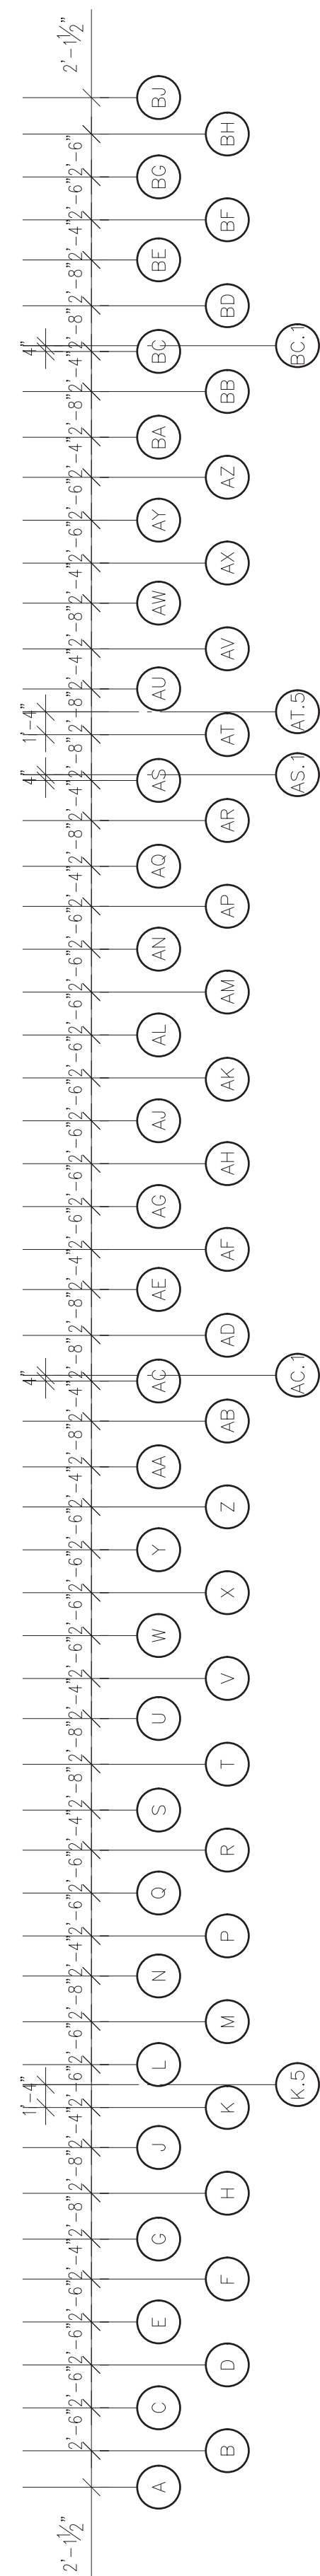 1'-4" 4" 4" 1'-4" 4"
2'-1½" 2'-6" 2'-6" 2'-6" 2'-6" 2'-4" 2'-8" 2'-8" 2'-4" 2'-6" 2'-6" 2'-8" 2'-4" 2'-6" 2'-6" 2'-4" 2'-8" 2'-8" 2'-4" 2'-6" 2'-6" 2'-6" 2'-6" 2'-4" 2'-8" 2'-4" 2'-8" 2'-8" 2'-4" 2'-6" 2'-6" 2'-6" 2'-6" 2'-6" 2'-6" 2'-6" 2'-6" 2'-4" 2'-8" 2'-4" 2'-8" 2'-8" 2'-4" 2'-8" 2'-4" 2'-6" 2'-6" 2'-4" 2'-8" 2'-4" 2'-8" 2'-8" 2'-4" 2'-6" 2'-6" 2'-1½"
A C E G J L N Q S U W Y AA AC AE AG AJ AL AN AQ AS AU AW AY BA BC BE BG BJ
B D F H K M P R T V X Z AB AD AF AH AK AM AP AR AT AV AX AZ BB BD BF BH
K.5 AC.1 AS.1 AT.5 BC.1